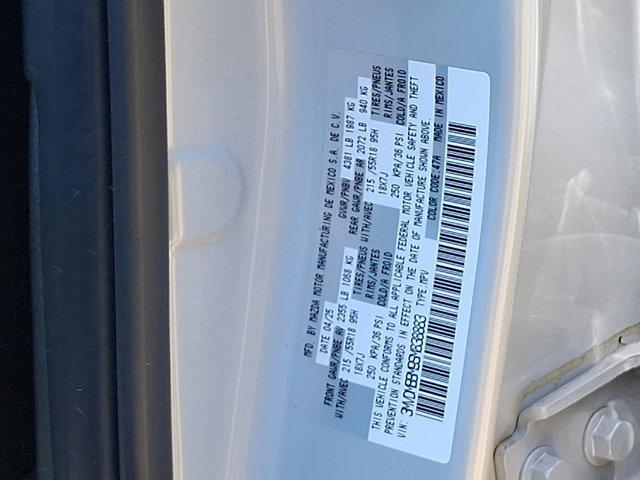 MFD. BY MAZDA MOTOR MANUFACTURING DE MEXICO S.A. DE C.V.
DATE 04/25 GVWR/PNBV 4381 LB 1987 KG
FRONT GAWR/PNBE AV 2355 LB 1068 KG REAR GAWR/PNBE AR 2072 LB 940 KG
WITH/AVEC 215 /55R18 95H TIRES/PNEUS WITH/AVEC 215 /55R18 95H TIRES/PNEUS
18X7J RIMS/JANTES 18X7J RIMS/JANTES
250 KPA/36 PSI COLD/A FROID 250 KPA/36 PSI COLD/A FROID
THIS VEHICLE CONFORMS TO ALL APPLICABLE FEDERAL MOTOR VEHICLE SAFETY AND THEFT
PREVENTION STANDARDS IN EFFECT ON THE DATE OF MANUFACTURE SHOWN ABOVE.
VIN: TYPE:MPV COLOR CODE:47A MADE IN MEXICO